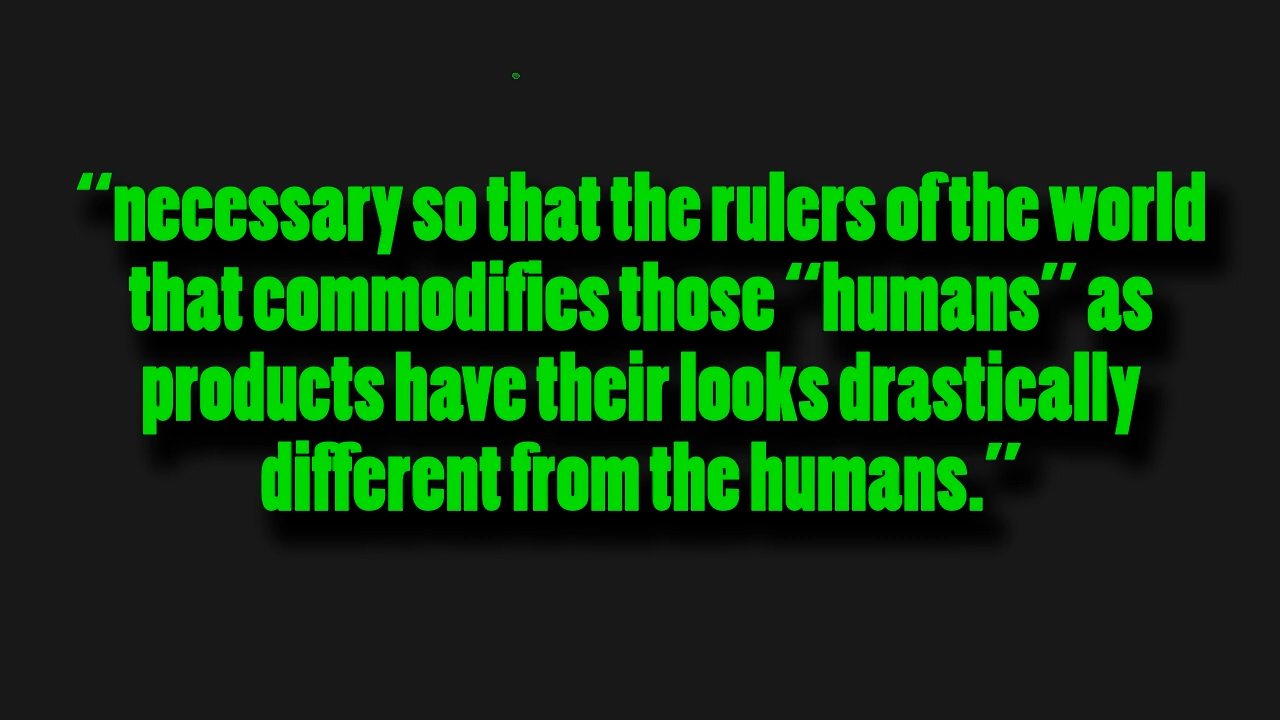 “necessary so that the rulers of the world
that commodifies those “humans” as
products have their looks drastically
different from the humans.”